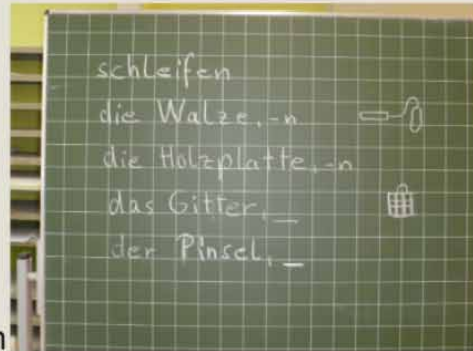 schleifen
die Walze, -n
die Holzplatte, -n
das Gitter, _
der Pinsel, _